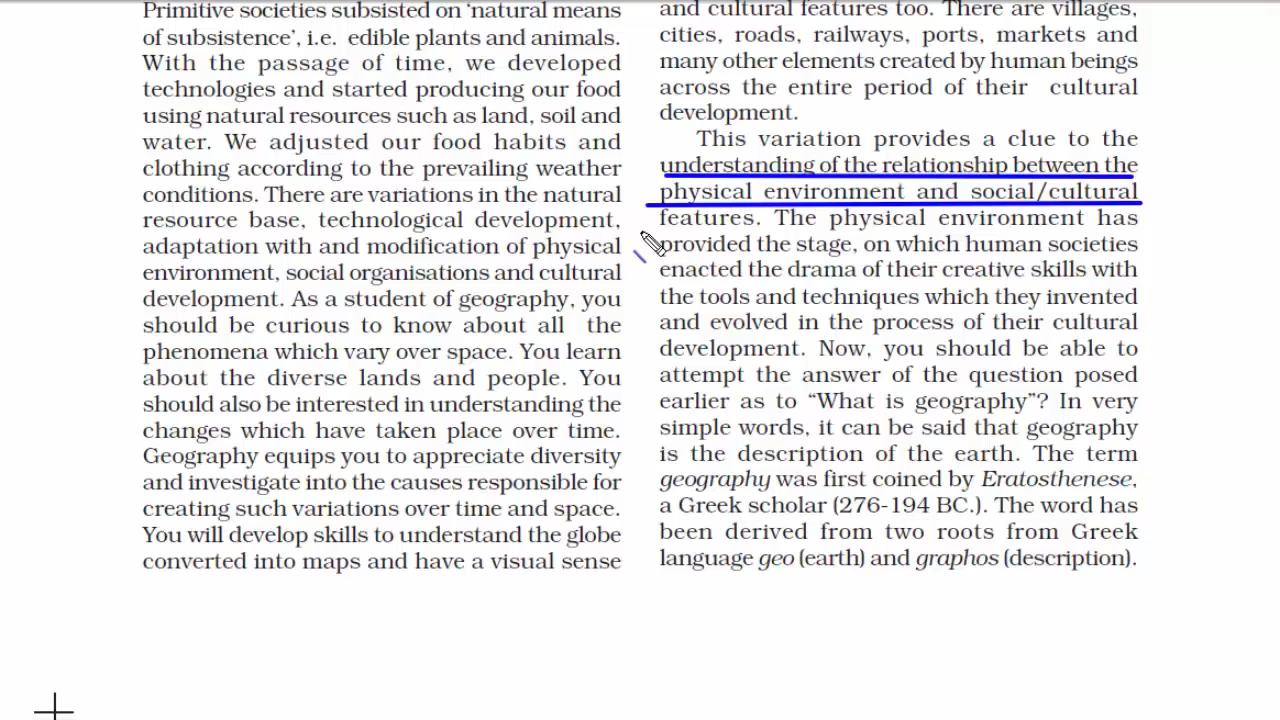 Primitive societies subsisted on ‘natural means
of subsistence’, i.e. edible plants and animals.
With the passage of time, we developed
technologies and started producing our food
using natural resources such as land, soil and
water. We adjusted our food habits and
clothing according to the prevailing weather
conditions. There are variations in the natural
resource base, technological development,
adaptation with and modification of physical
environment, social organisations and cultural
development. As a student of geography, you
should be curious to know about all the
phenomena which vary over space. You learn
about the diverse lands and people. You
should also be interested in understanding the
changes which have taken place over time.
Geography equips you to appreciate diversity
and investigate into the causes responsible for
creating such variations over time and space.
You will develop skills to understand the globe
converted into maps and have a visual sense
and cultural features too. There are villages,
cities, roads, railways, ports, markets and
many other elements created by human beings
across the entire period of their cultural
development.
This variation provides a clue to the
understanding of the relationship between the
physical environment and social/cultural
features. The physical environment has
provided the stage, on which human societies
enacted the drama of their creative skills with
the tools and techniques which they invented
and evolved in the process of their cultural
development. Now, you should be able to
attempt the answer of the question posed
earlier as to “What is geography”? In very
simple words, it can be said that geography
is the description of the earth. The term
geography was first coined by Eratosthenese,
a Greek scholar (276-194 BC.). The word has
been derived from two roots from Greek
language geo (earth) and graphos (description).